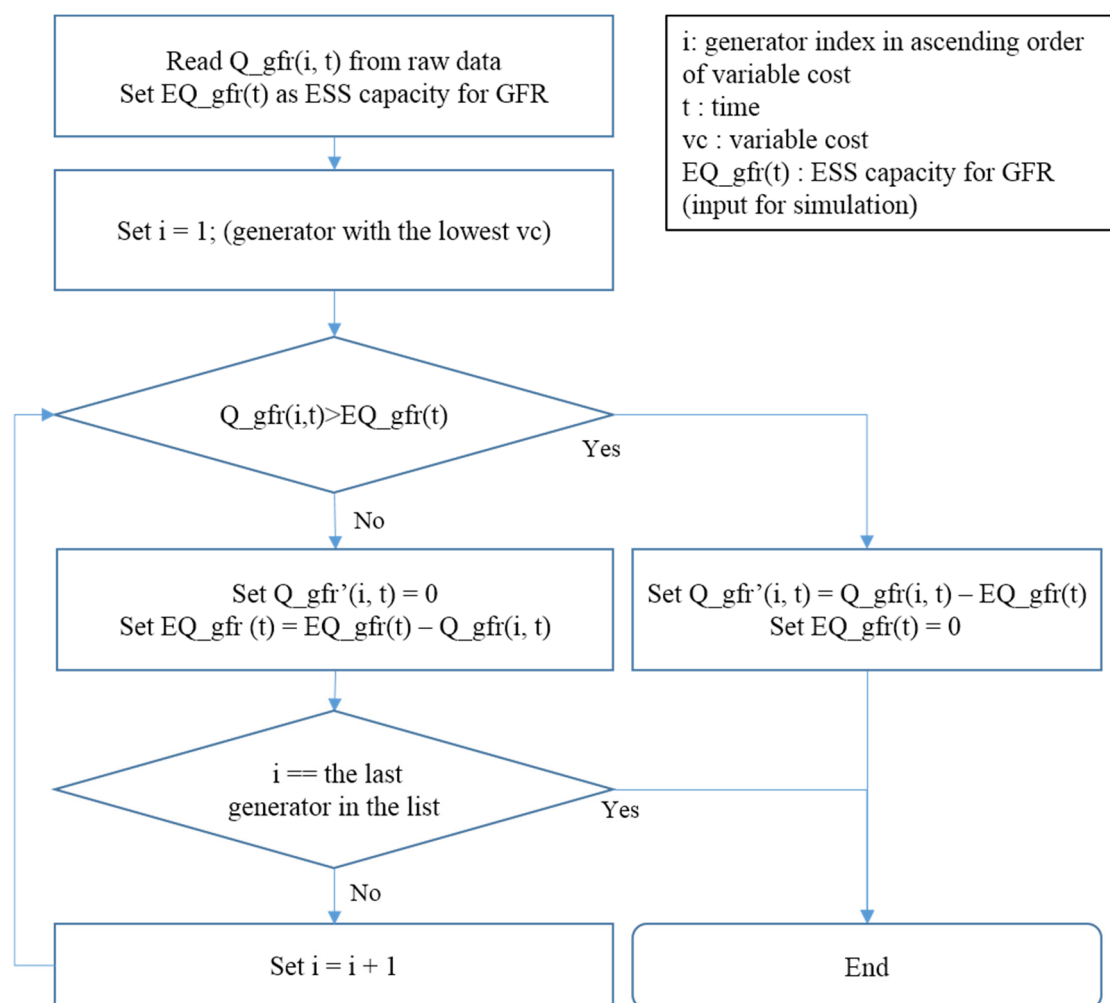 Read Q_gfr(i, t) from raw data
Set EQ_gfr(t) as ESS capacity for GFR
i: generator index in ascending order
of variable cost
t : time
vc : variable cost
EQ_gfr(t) : ESS capacity for GFR
(input for simulation)
Set i = 1; (generator with the lowest vc)
Q_gfr(i,t)>EQ_gfr(t)
Yes
No
Set Q_gfr’(i, t) = 0
Set EQ_gfr (t) = EQ_gfr(t) – Q_gfr(i, t)
Set Q_gfr’(i, t) = Q_gfr(i, t) – EQ_gfr(t)
Set EQ_gfr(t) = 0
i == the last
generator in the list
Yes
No
Set i = i + 1
End